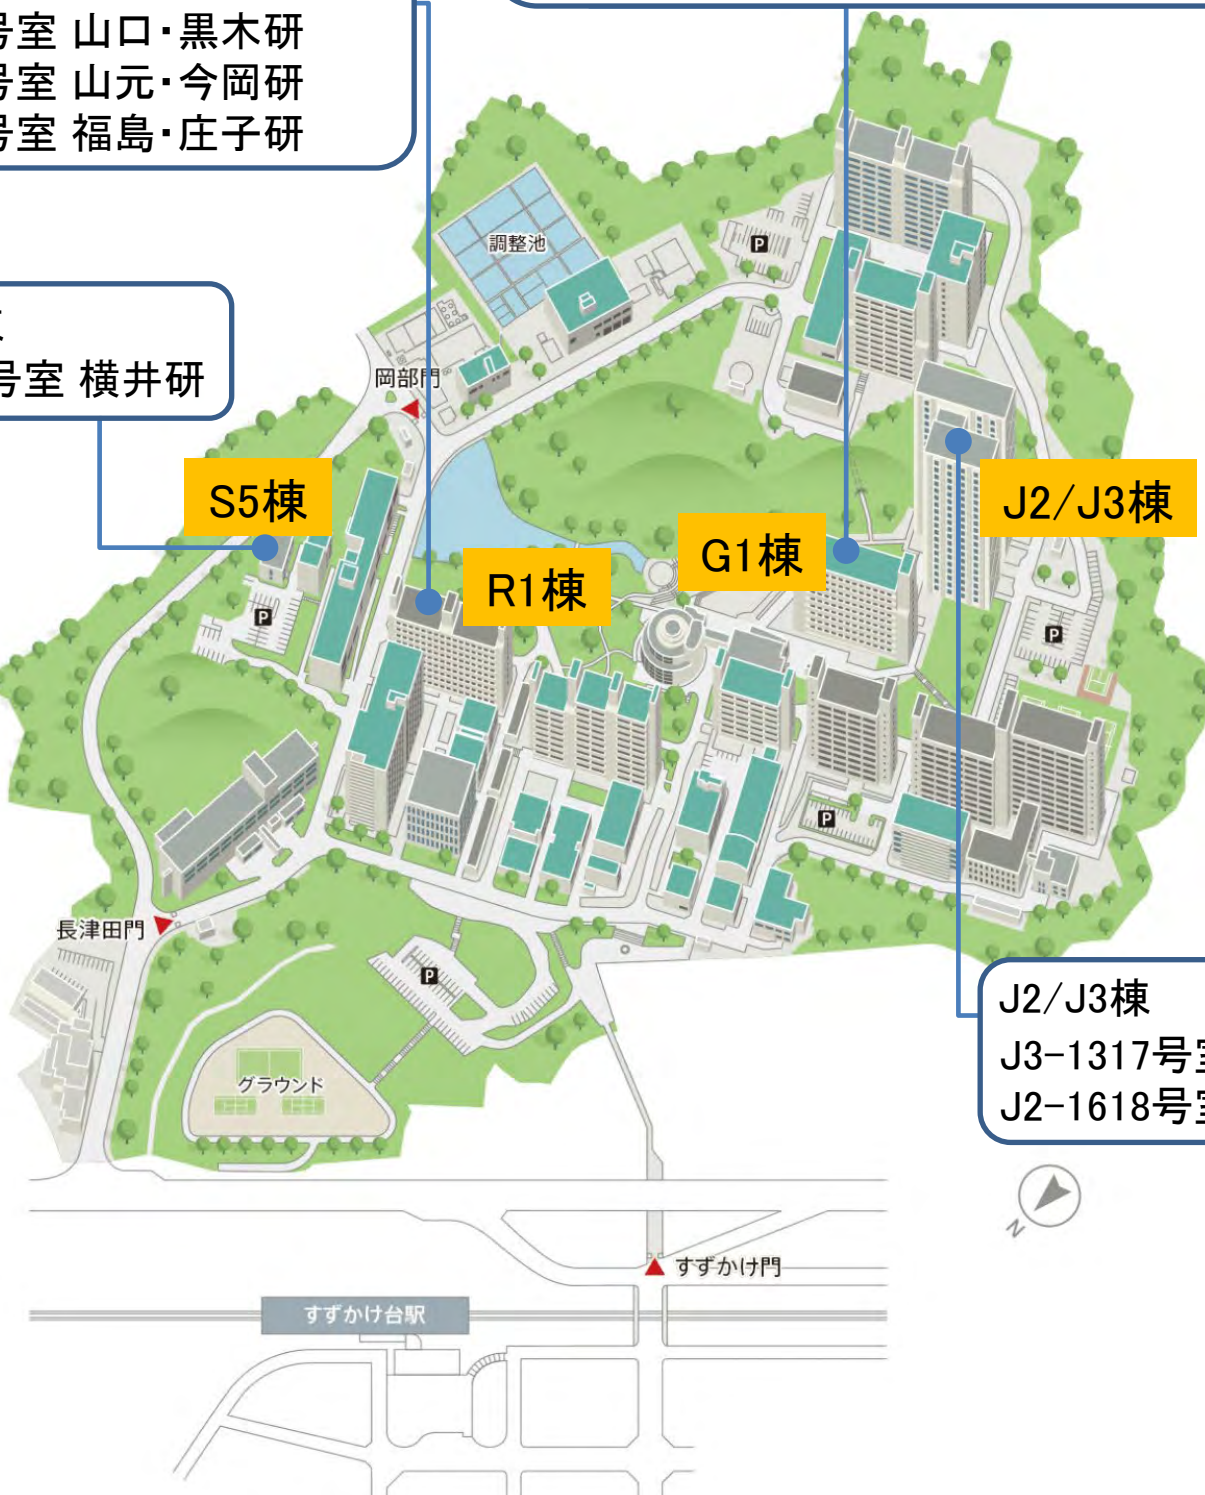 号室 山口・黒木研
号室 山元・今岡研
号室 福島・庄子研
調整池
P
号室 横井研
岡部門
S5棟
J2/J3棟
G1棟
R1棟
P
P
P
長津田門
P
グラウンド
J2/J3棟
J3-1317号室
J2-1618号室
N
すずかけ門
すずかけ台駅